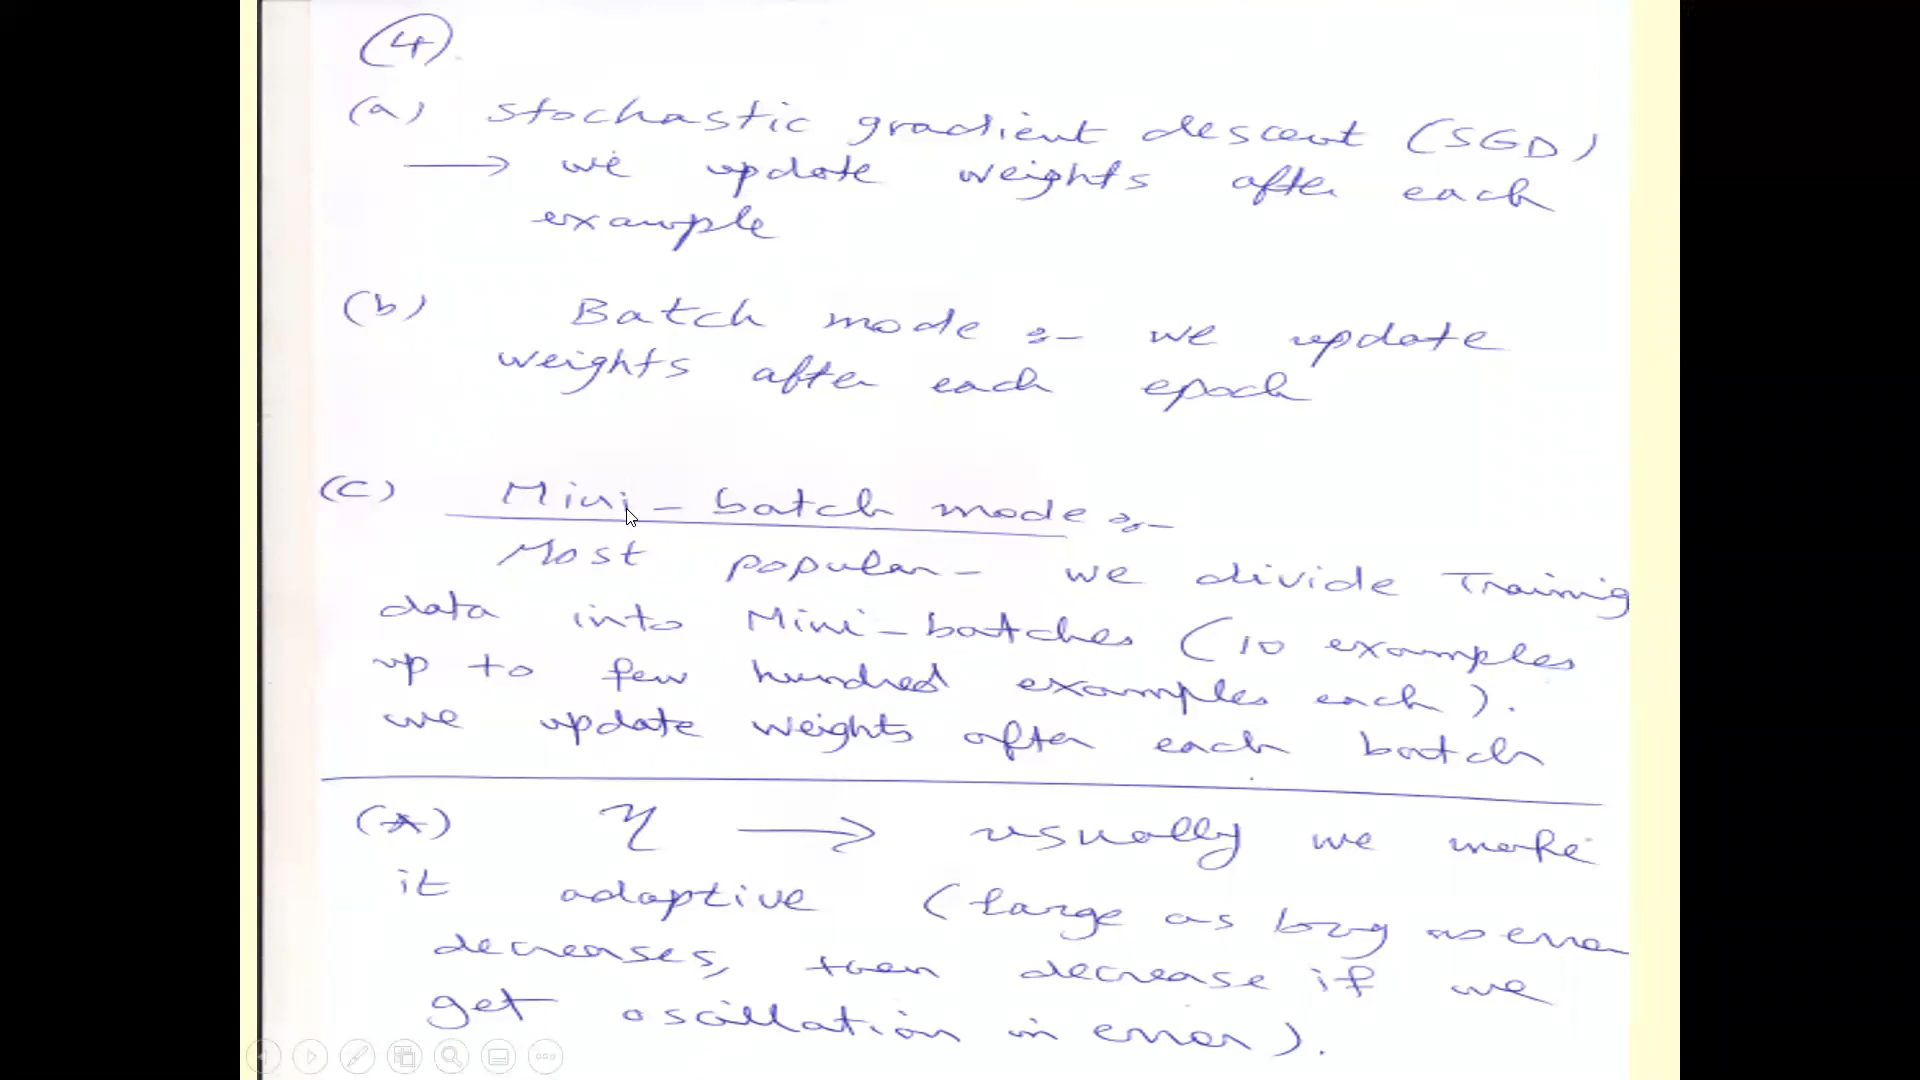 (4)
(a) Stochastic gradient descent (SGD)
→ we update weights after each
example
(b) Batch mode :- we update
weights after each epoch
(c) Mini-batch mode :-
Most popular - we divide Training
data into Mini-batches (10 examples
up to few hundred examples each).
we update weights after each batch
(*) η → usually we make
it adaptive (large as long as error
decreases, then decrease if we
get oscillation in error).